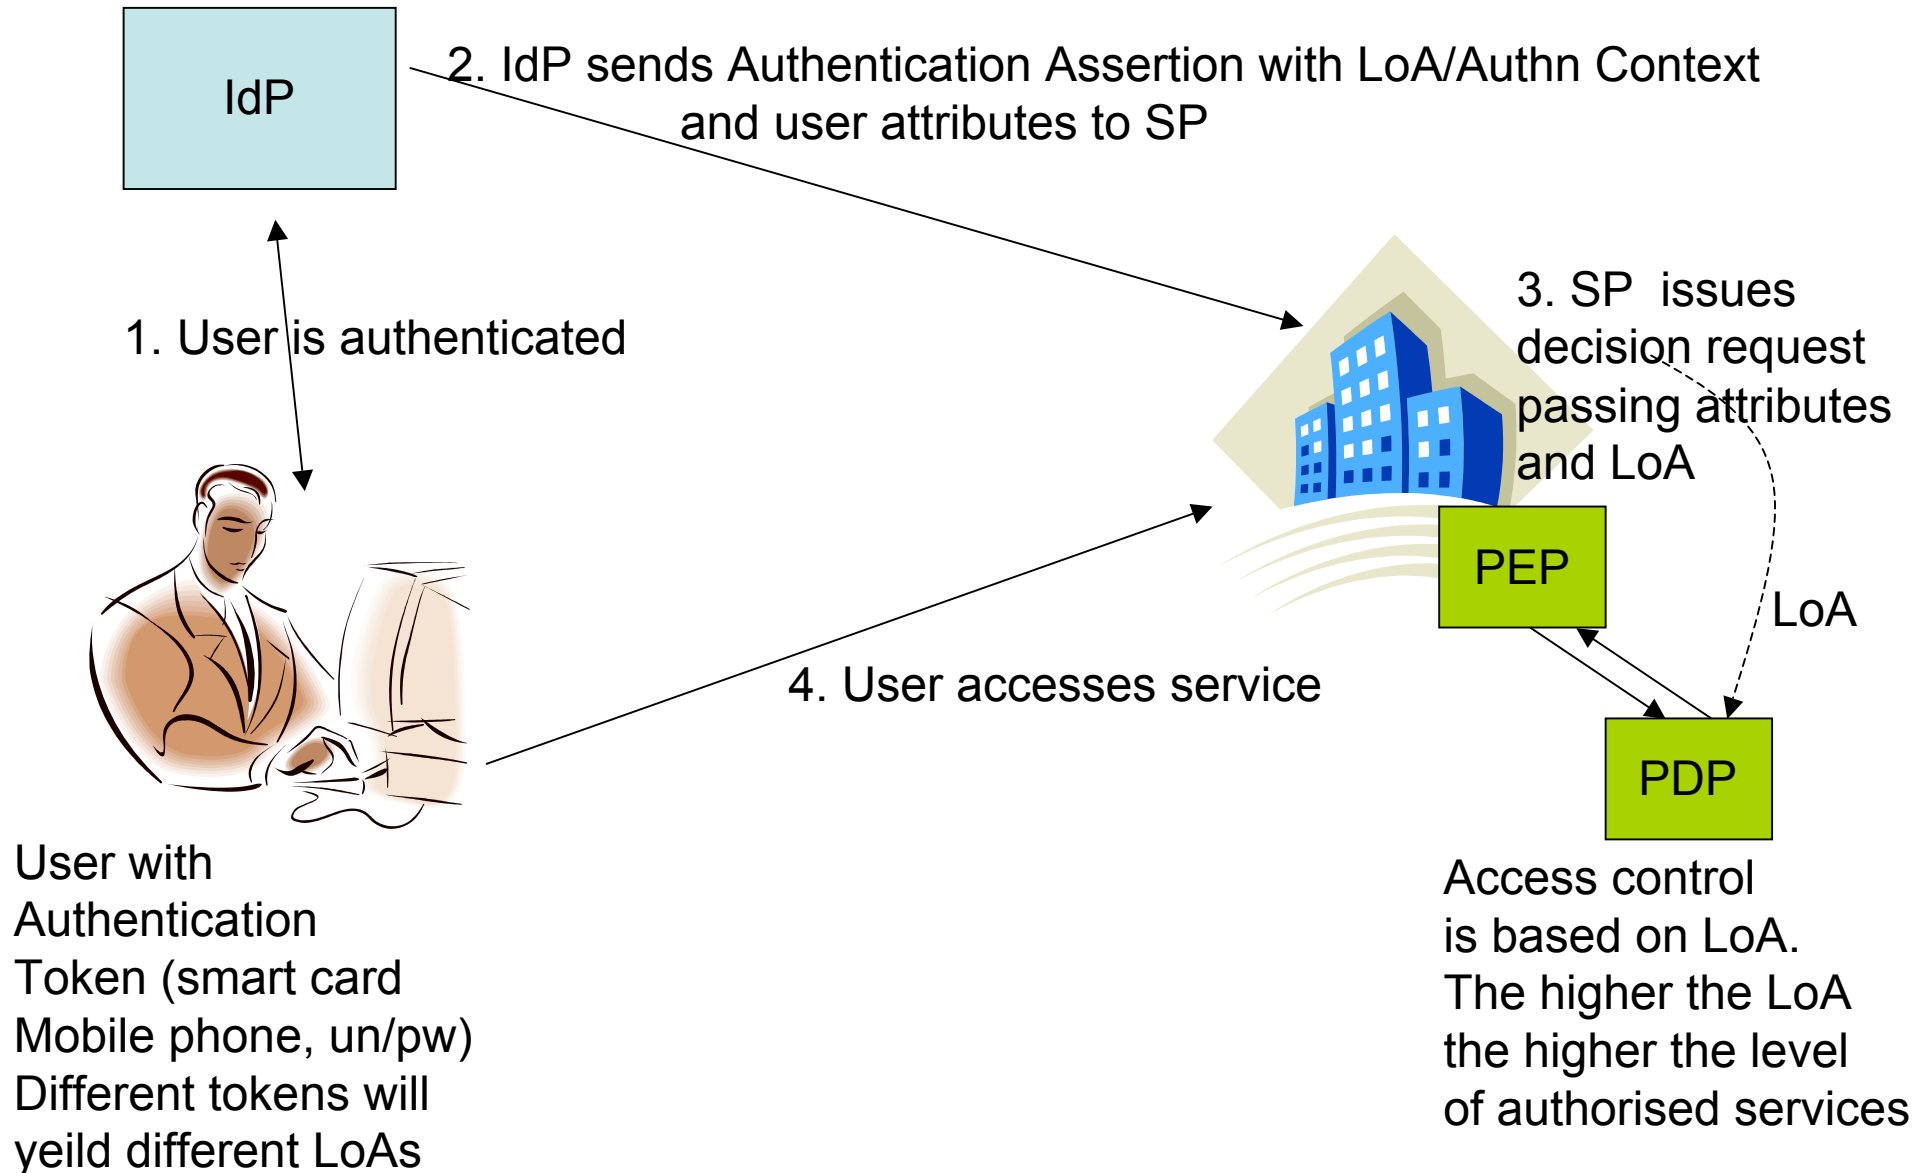 IdP
2. IdP sends Authentication Assertion with LoA/Authn Context
and user attributes to SP
1. User is authenticated
3. SP issues
decision request
passing attributes
and LoA
PEP
LoA
4. User accesses service
PDP
User with
Authentication
Token (smart card
Mobile phone, un/pw)
Different tokens will
yeild different LoAs
Access control
is based on LoA.
The higher the LoA
the higher the level
of authorised services